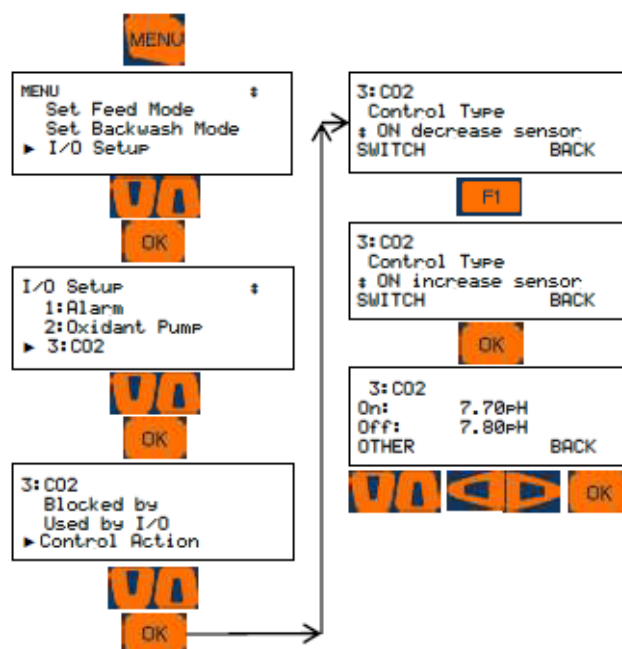 MENU
MENU
Set Feed Mode
Set Backwash Mode
► I/O Setup
OK
I/O Setup
1:Alarm
2:Oxidant Pump
► 3:CO2
OK
3:CO2
Blocked by
Used by I/O
►Control Action
OK
3:CO2
Control Type
ON decrease sensor
SWITCH BACK
F1
3:CO2
Control Type
ON increase sensor
SWITCH BACK
OK
3:CO2
On: 7.70pH
Off: 7.80pH
OTHER BACK
OK